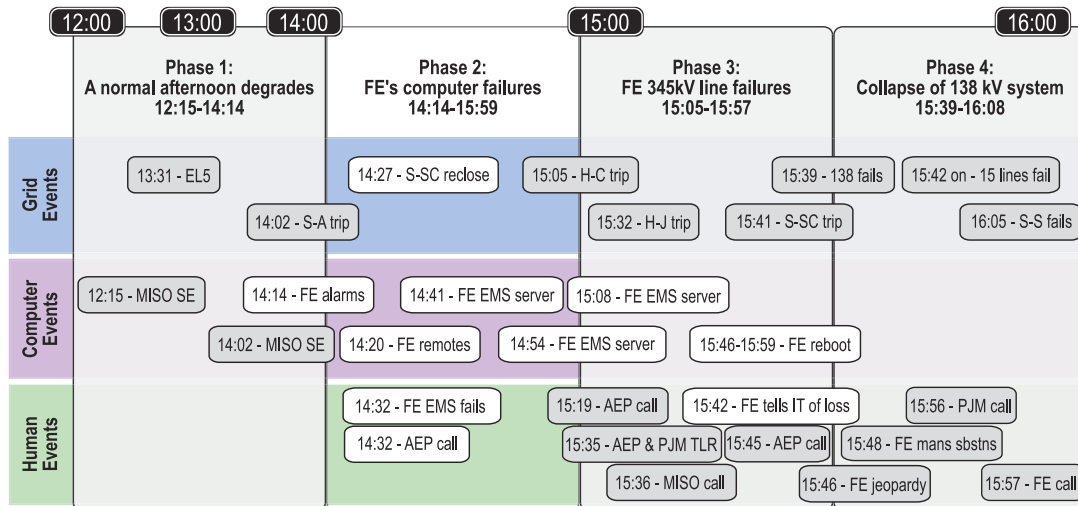 12:00
13:00
14:00
15:00
16:00
Phase 1:
A normal afternoon degrades
12:15-14:14
Phase 2:
FE's computer failures
14:14-15:59
Phase 3:
FE 345kV line failures
15:05-15:57
Phase 4:
Collapse of 138 kV system
15:39-16:08
Grid
Events
13:31 - EL5
14:27 - S-SC reclose
15:05 - H-C trip
15:39 - 138 fails
15:42 on - 15 lines fail
14:02 - S-A trip
15:32 - H-J trip
15:41 - S-SC trip
16:05 - S-S fails
Computer
Events
12:15 - MISO SE
14:14 - FE alarms
14:41 - FE EMS server
15:08 - FE EMS server
14:02 - MISO SE
14:20 - FE remotes
14:54 - FE EMS server
15:46-15:59 - FE reboot
Human
Events
14:32 - FE EMS fails
15:19 - AEP call
15:42 - FE tells IT of loss
15:56 - PJM call
14:32 - AEP call
15:35 - AEP & PJM TLR
15:45 - AEP call
15:48 - FE mans sbstns
15:36 - MISO call
15:46 - FE jeopardy
15:57 - FE call